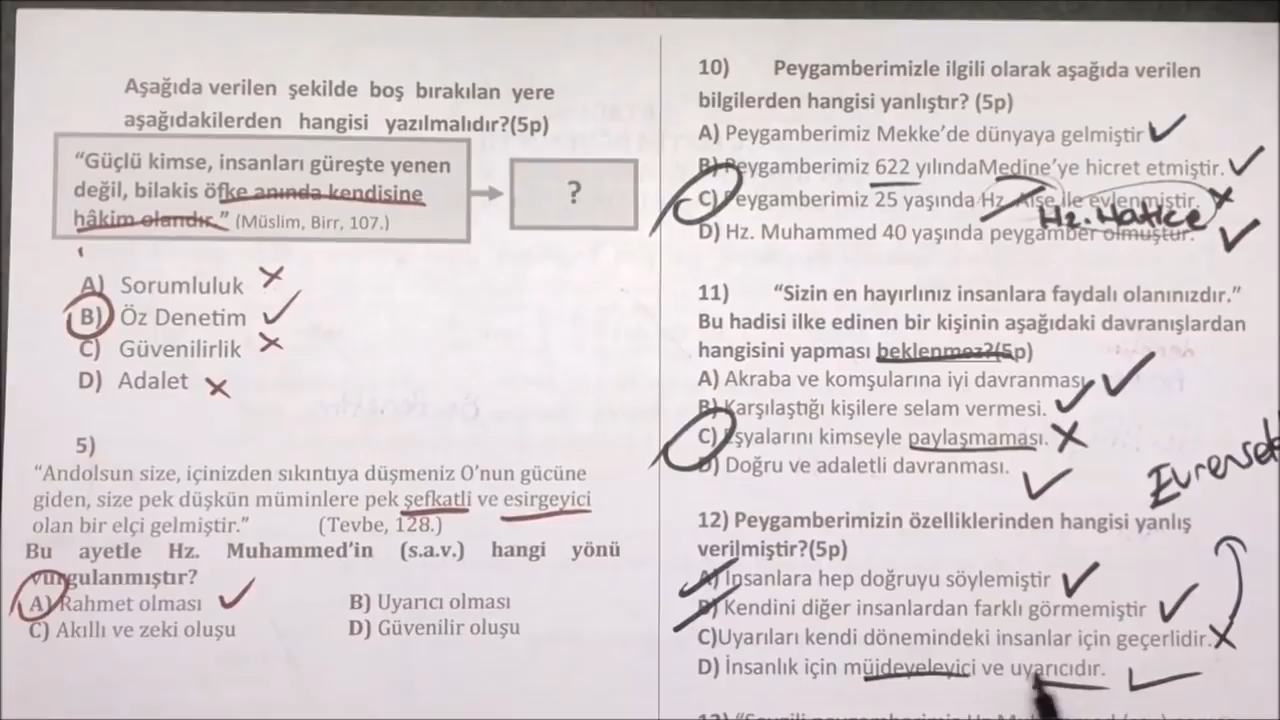 Aşağıda verilen şekilde boş bırakılan yere
aşağıdakilerden hangisi yazılmalıdır?(5p)
“Güçlü kimse, insanları güreşte yenen
değil, bilakis öfke anında kendisine
hâkim olandır.” (Müslim, Birr, 107.)
?
A) Sorumluluk
B) Öz Denetim
C) Güvenilirlik
D) Adalet
5)
“Andolsun size, içinizden sıkıntıya düşmeniz O’nun gücüne
giden, size pek düşkün müminlere pek şefkatli ve esirgeyici
olan bir elçi gelmiştir.” (Tevbe, 128.)
Bu ayetle Hz. Muhammed’in (s.a.v.) hangi yönü
vurgulanmıştır?
A) Rahmet olması B) Uyarıcı olması
C) Akıllı ve zeki oluşu D) Güvenilir oluşu
10) Peygamberimizle ilgili olarak aşağıda verilen
bilgilerden hangisi yanlıştır? (5p)
A) Peygamberimiz Mekke’de dünyaya gelmiştir
B) Peygamberimiz 622 yılındaMedine’ye hicret etmiştir.
C) Peygamberimiz 25 yaşında Hz. Aişe ile evlenmiştir.
Hz. Hatice
D) Hz. Muhammed 40 yaşında peygamber olmuştur.
11) “Sizin en hayırlınız insanlara faydalı olanınızdır.”
Bu hadisi ilke edinen bir kişinin aşağıdaki davranışlardan
hangisini yapması beklenmez?(5p)
A) Akraba ve komşularına iyi davranması
B) Karşılaştığı kişilere selam vermesi.
C) Eşyalarını kimseyle paylaşmaması.
D) Doğru ve adaletli davranması.
Evrensel
12) Peygamberimizin özelliklerinden hangisi yanlış
verilmiştir?(5p)
A) İnsanlara hep doğruyu söylemiştir
B) Kendini diğer insanlardan farklı görmemiştir
C)Uyarıları kendi dönemindeki insanlar için geçerlidir.
D) İnsanlık için müjdeveleyici ve uyarıcıdır.